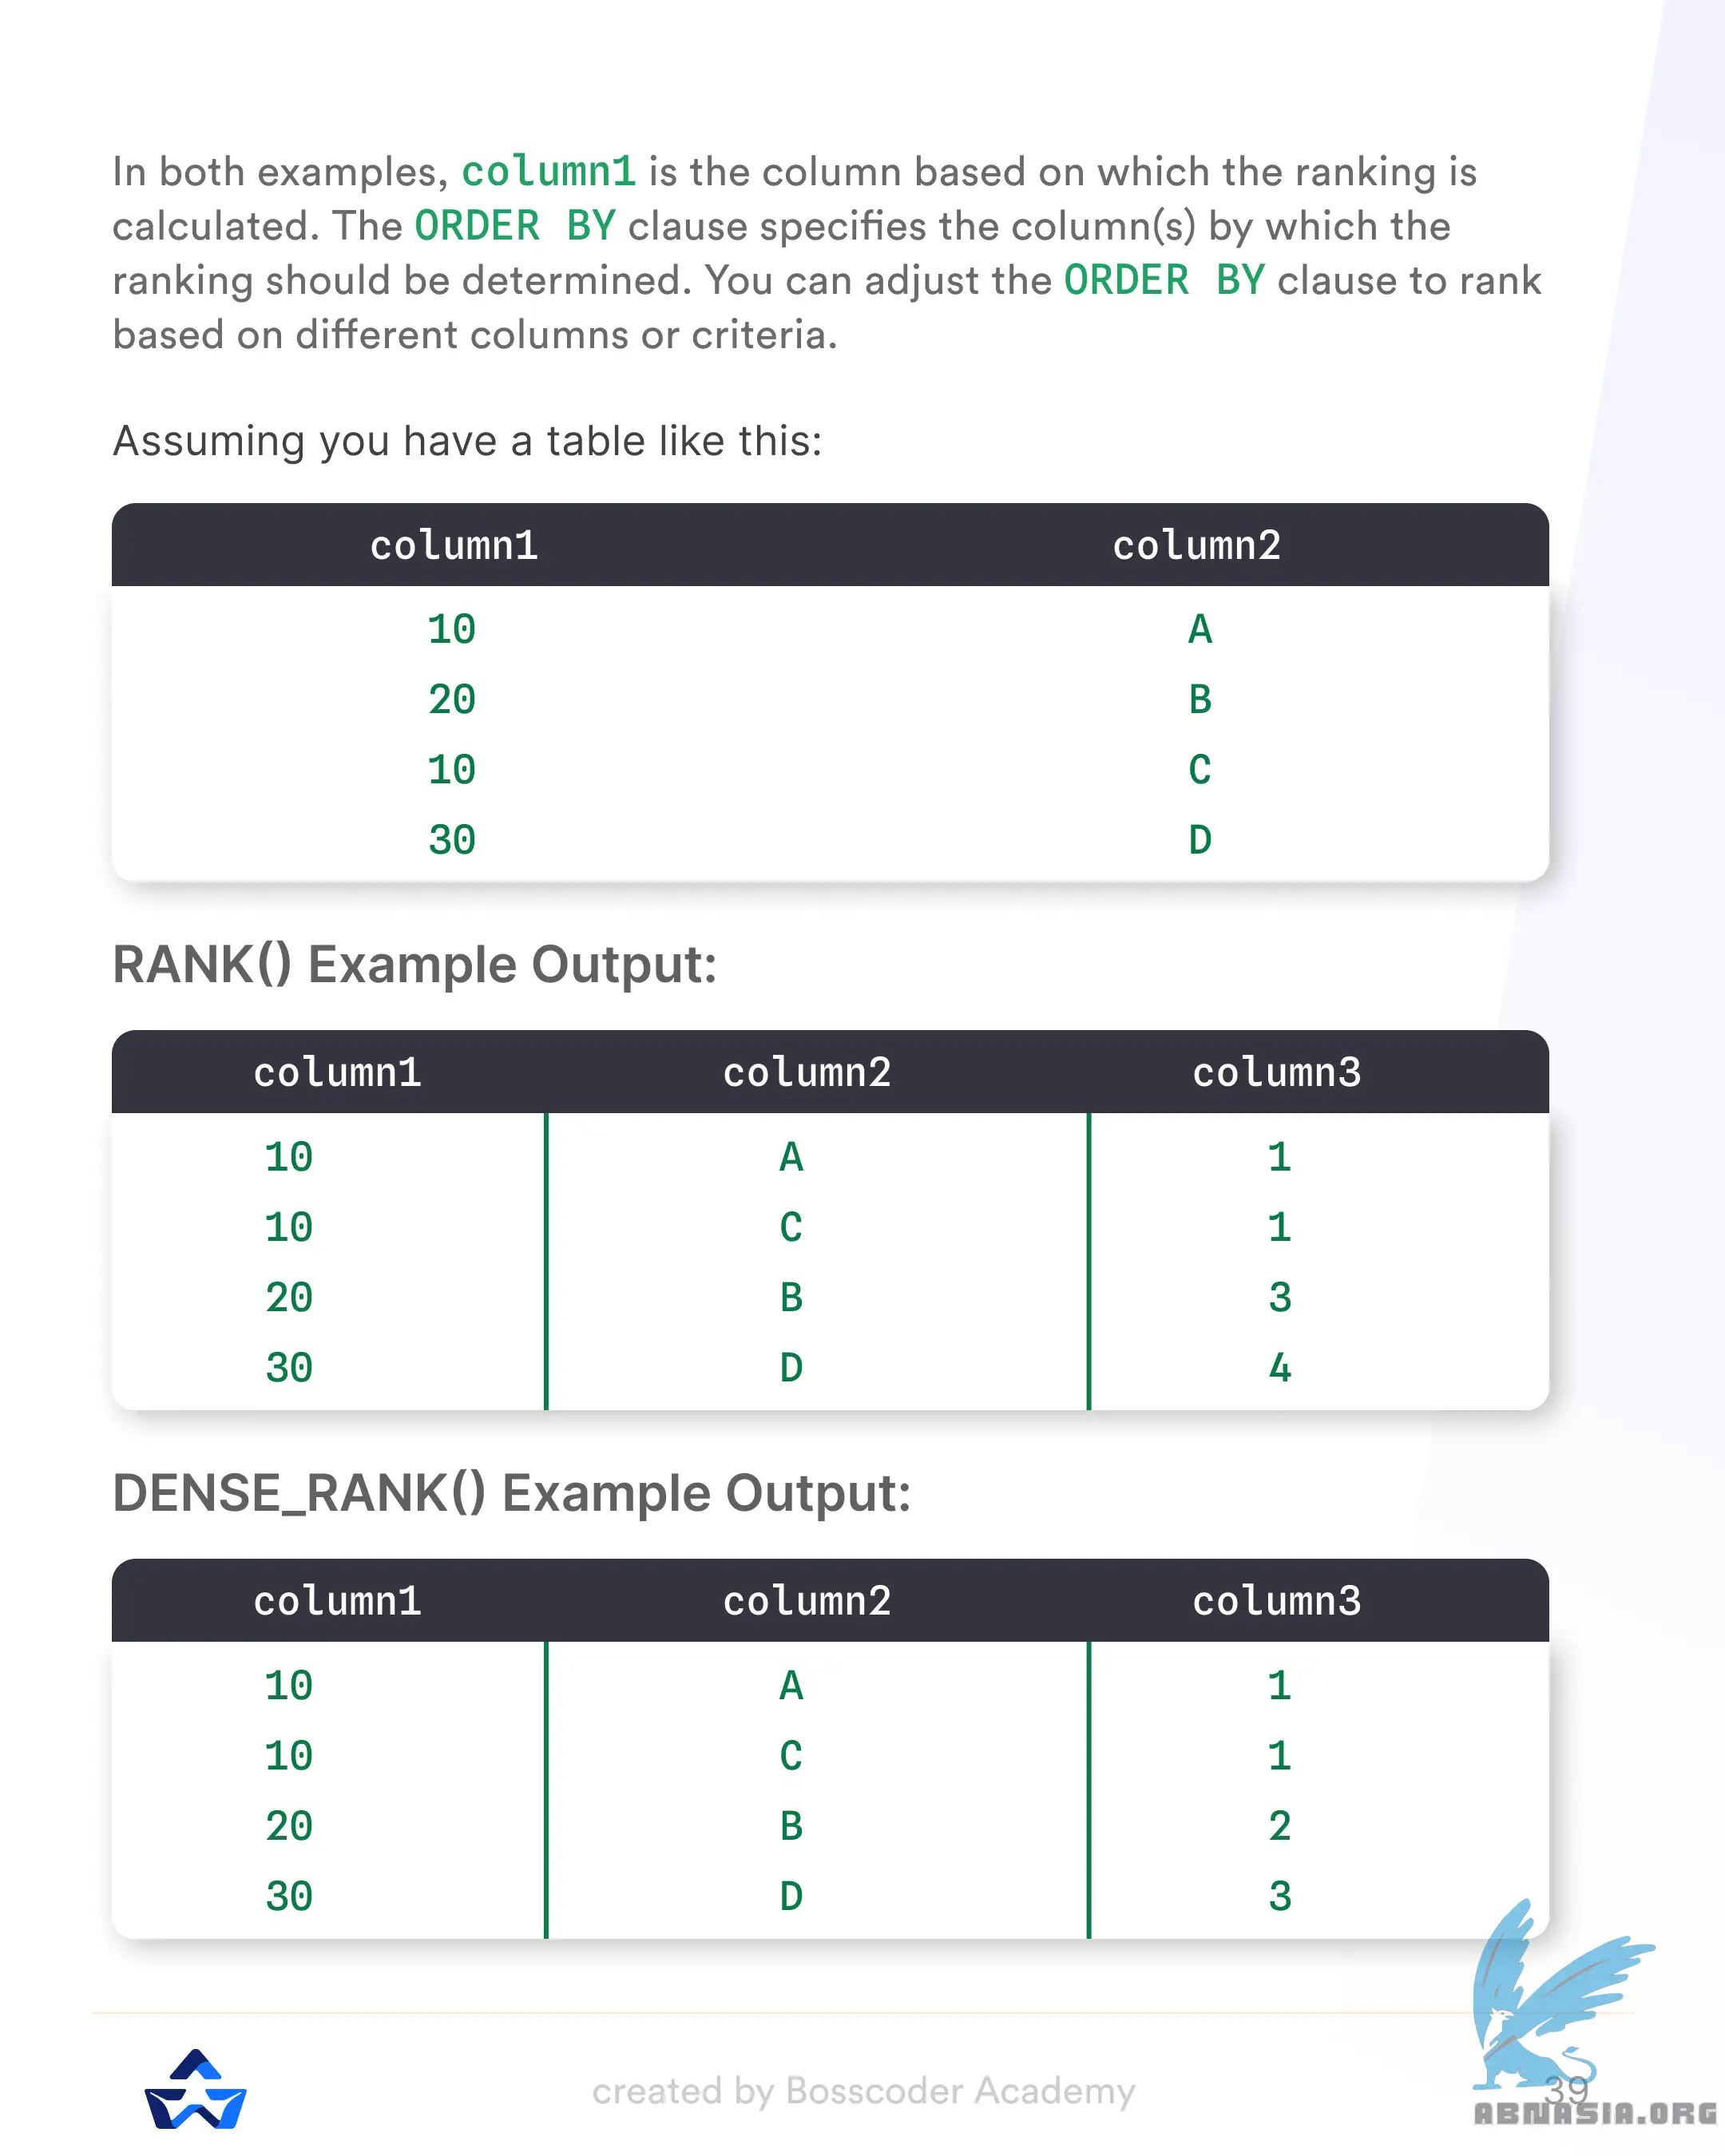 In both examples, column1 is the column based on which the ranking is
calculated. The ORDER BY clause specifies the column(s) by which the
ranking should be determined. You can adjust the ORDER BY clause to rank
based on different columns or criteria.
Assuming you have a table like this:
column1 column2
10 A
20 B
10 C
30 D
RANK() Example Output:
column1 column2 column3
10 A 1
10 C 1
20 B 3
30 D 4
DENSE_RANK() Example Output:
column1 column2 column3
10 A 1
10 C 1
20 B 2
30 D 3
created by Bosscoder Academy
39
ABNASIA.ORG